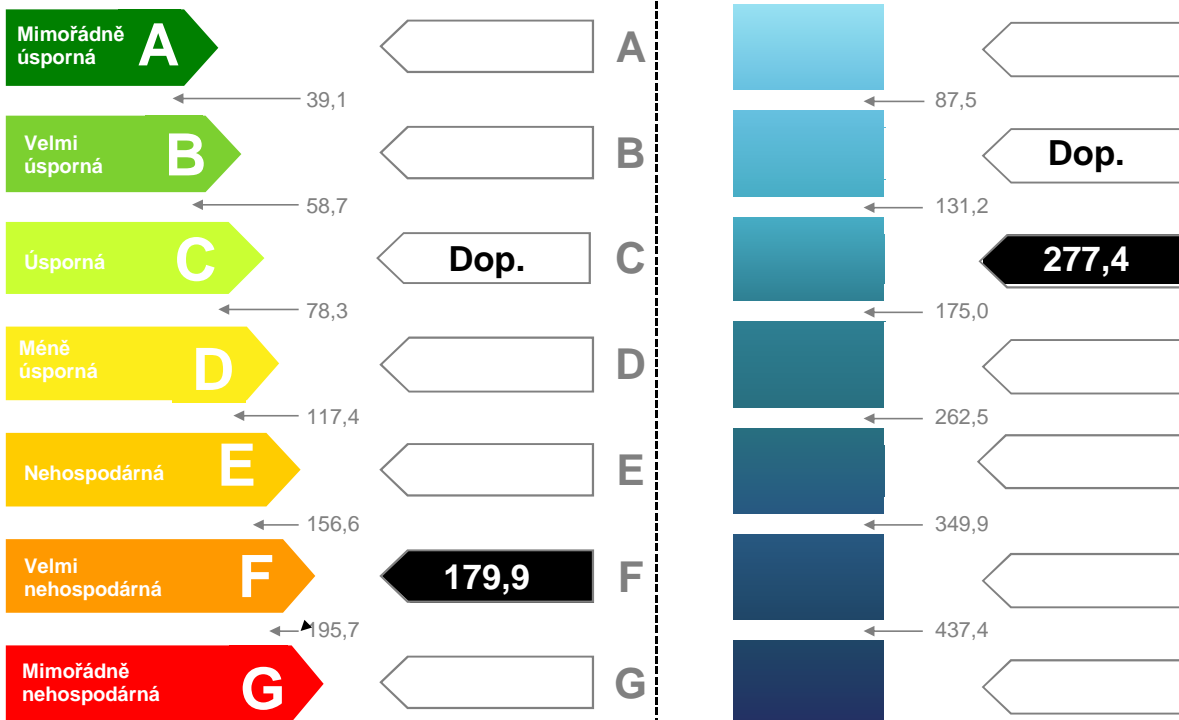 Mimořádně
úsporná A
A
39,1
87,5
Velmi
úsporná B
B
Dop.
58,7
131,2
Úsporná C
Dop.
C
277,4
78,3
175,0
Méně
úsporná D
D
117,4
262,5
Nehospodárná E
E
156,6
349,9
Velmi
nehospodárná F
179,9
F
195,7
437,4
Mimořádně
nehospodárná G
G